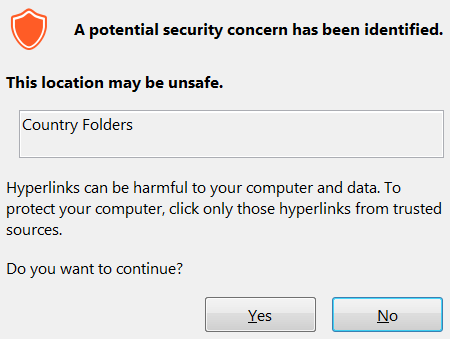 A potential security concern has been identified.
This location may be unsafe.
Country Folders
Hyperlinks can be harmful to your computer and data. To
protect your computer, click only those hyperlinks from trusted
sources.
Do you want to continue?
Yes
No